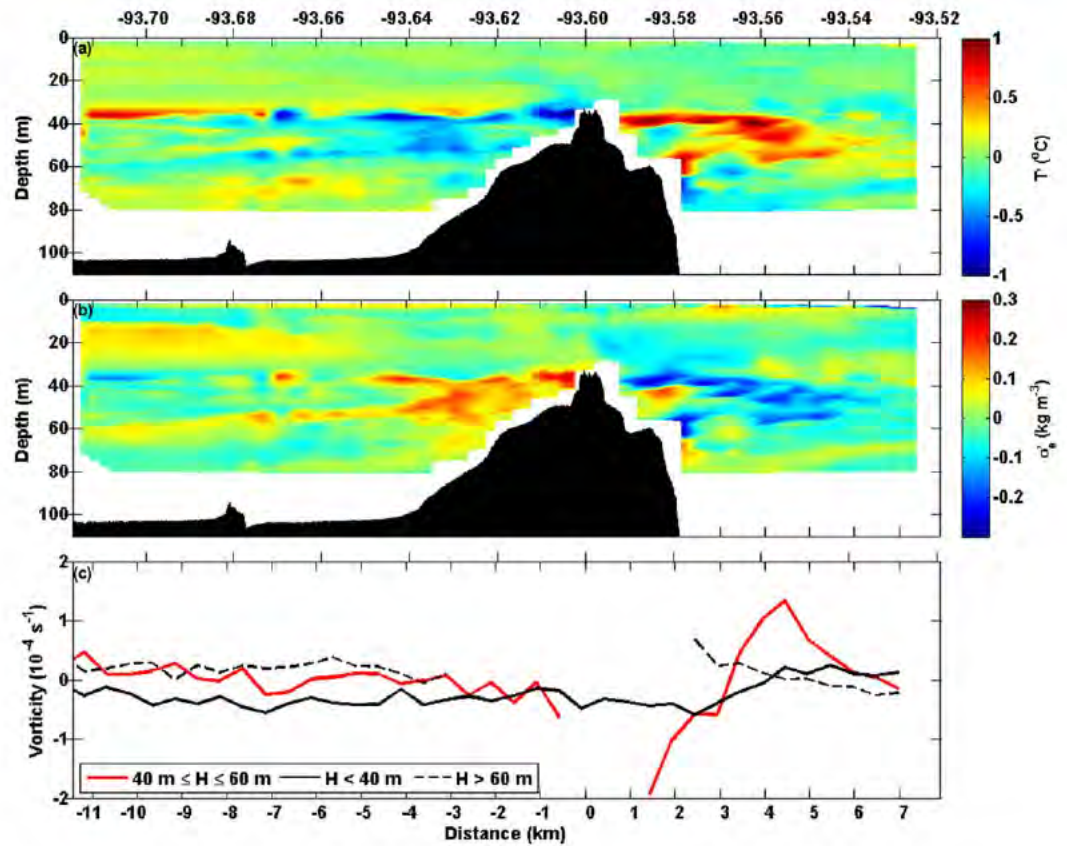 -93.70 -93.68 -93.66 -93.64 -93.62 -93.60 -93.58 -93.56 -93.54 -93.52
(a)
Depth (m)
0
20
40
60
80
100
1
0.5
0
-0.5
-1
T' (°C)
(b)
Depth (m)
0
20
40
60
80
100
0.3
0.2
0.1
0
-0.1
-0.2
σ'θ (kg m-3)
(c)
Vorticity (10-4 s-1)
2
1
0
-1
-2
40 m ≤ H ≤ 60 m H < 40 m H > 60 m
-11 -10 -9 -8 -7 -6 -5 -4 -3 -2 -1 0 1 2 3 4 5 6 7
Distance (km)